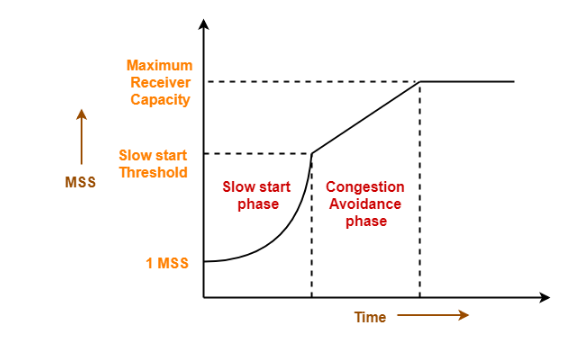 Maximum
Receiver
Capacity
Slow start
Threshold
MSS
Slow start
phase
Congestion
Avoidance
phase
1 MSS
Time